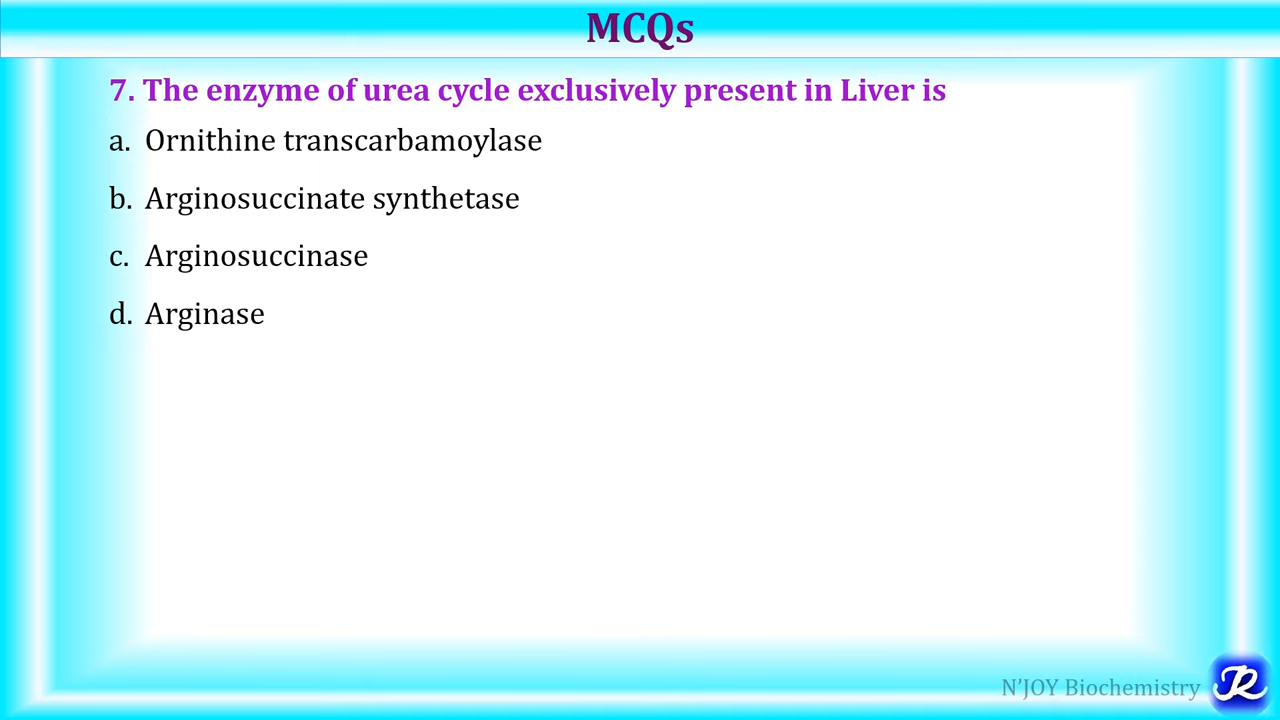 MCQs
7. The enzyme of urea cycle exclusively present in Liver is
a. Ornithine transcarbamoylase
b. Arginosuccinate synthetase
c. Arginosuccinase
d. Arginase
N’JOY Biochemistry
JR